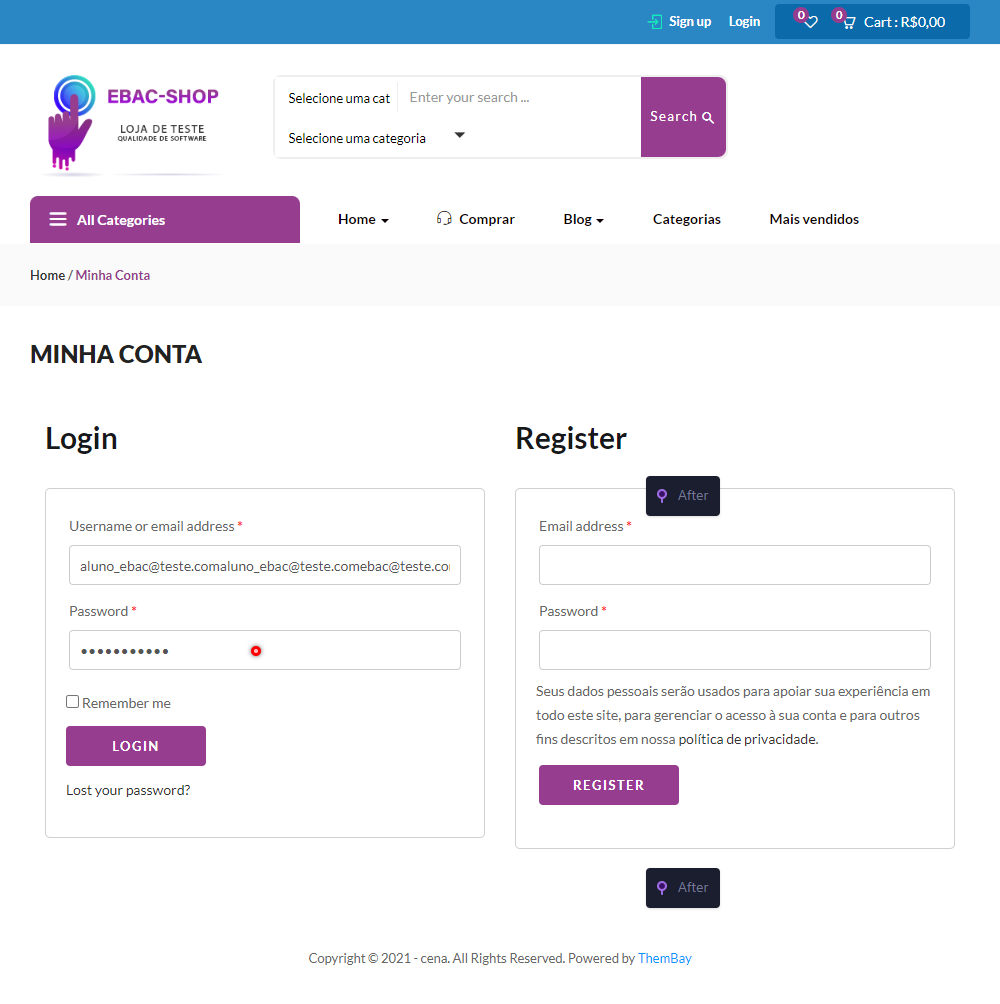 Sign up Login 0 0 Cart : R$0,00
EBAC-SHOP
LOJA DE TESTE
QUALIDADE DE SOFTWARE
Selecione uma cat Enter your search ...
Selecione uma categoria
Search
All Categories Home Comprar Blog Categorias Mais vendidos
Home / Minha Conta
MINHA CONTA
Login
Username or email address *
aluno_ebac@teste.comaluno_ebac@teste.comebac@teste.co
Password *
•••••••••••
Remember me
LOGIN
Lost your password?
Register
After
Email address *
Password *
Seus dados pessoais serão usados para apoiar sua experiência em
todo este site, para gerenciar o acesso à sua conta e para outros
fins descritos em nossa política de privacidade.
REGISTER
After
Copyright © 2021 - cena. All Rights Reserved. Powered by ThemBay